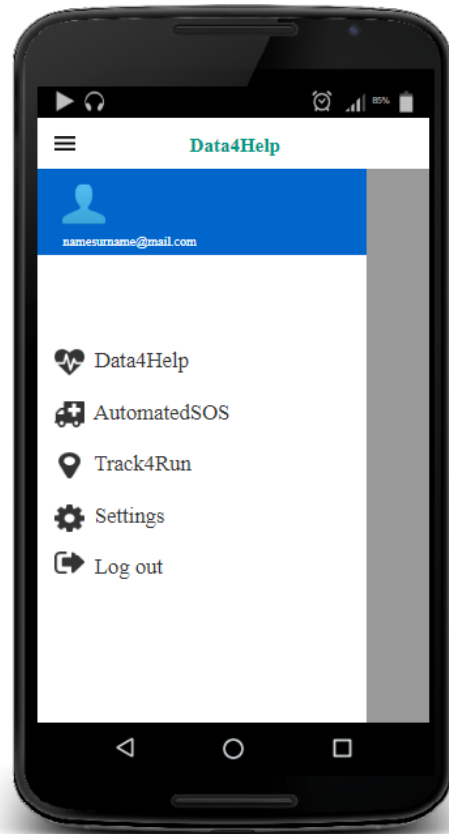 85%
Data4Help
namesurname@mail.com
Data4Help
AutomatedSOS
Track4Run
Settings
Log out